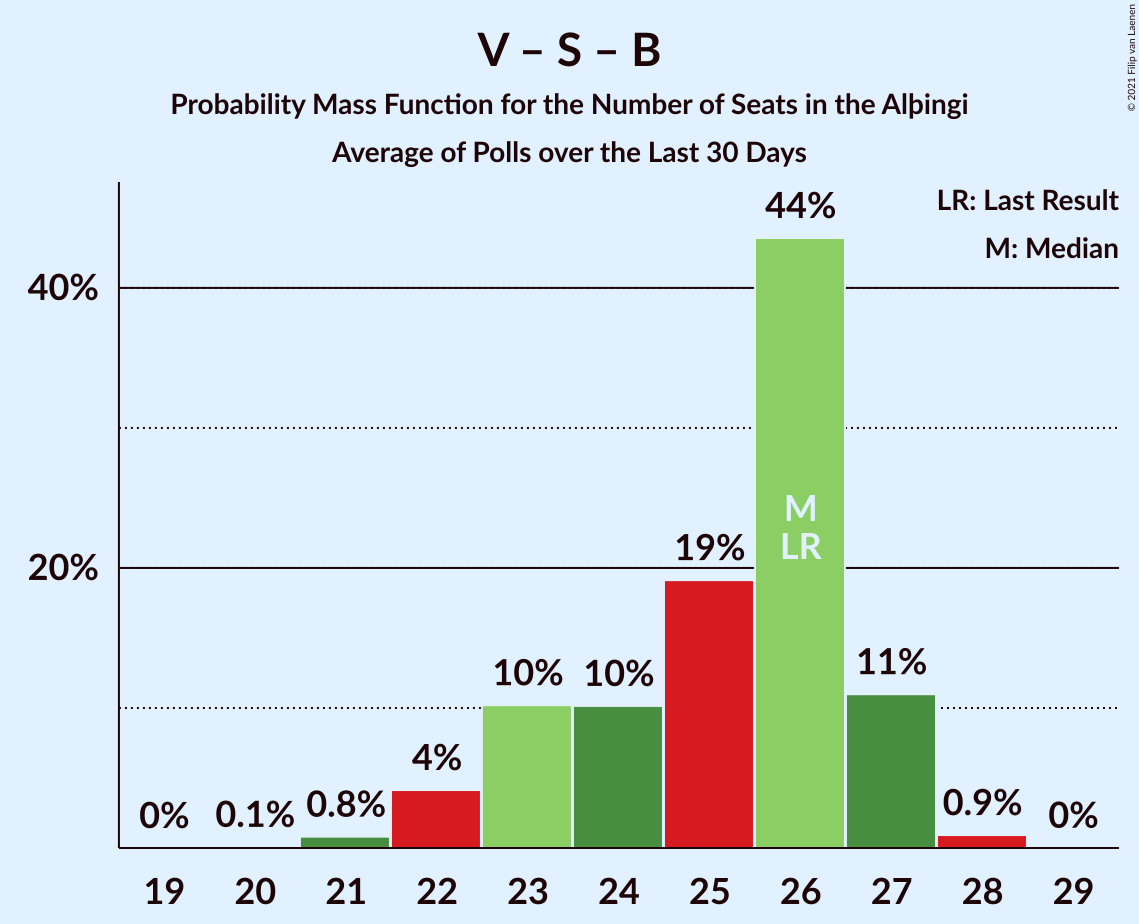 V – S – B
Probability Mass Function for the Number of Seats in the Alþingi
Average of Polls over the Last 30 Days
© 2021 Filip van Laenen
LR: Last Result
M: Median
40%
20%
0%
0.1%
0.8%
4%
10%
10%
19%
44%
M
LR
11%
0.9%
0%
19 20 21 22 23 24 25 26 27 28 29